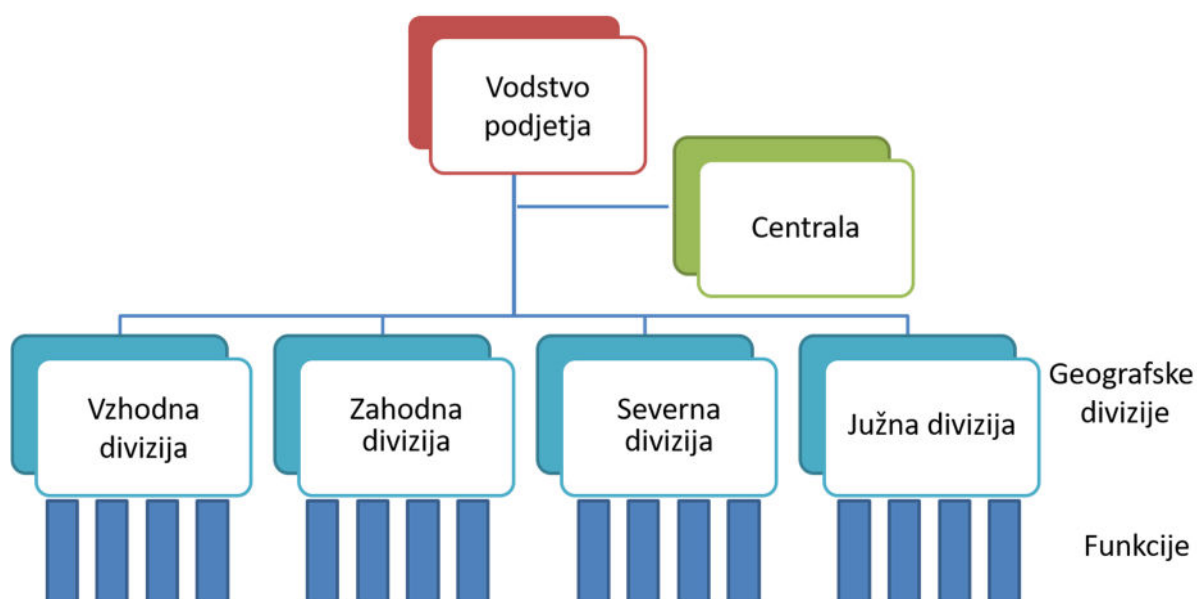 Vodstvo
podjetja
Centrala
Vzhodna
divizija
Zahodna
divizija
Severna
divizija
Južna divizija
Geografske
divizije
Funkcije